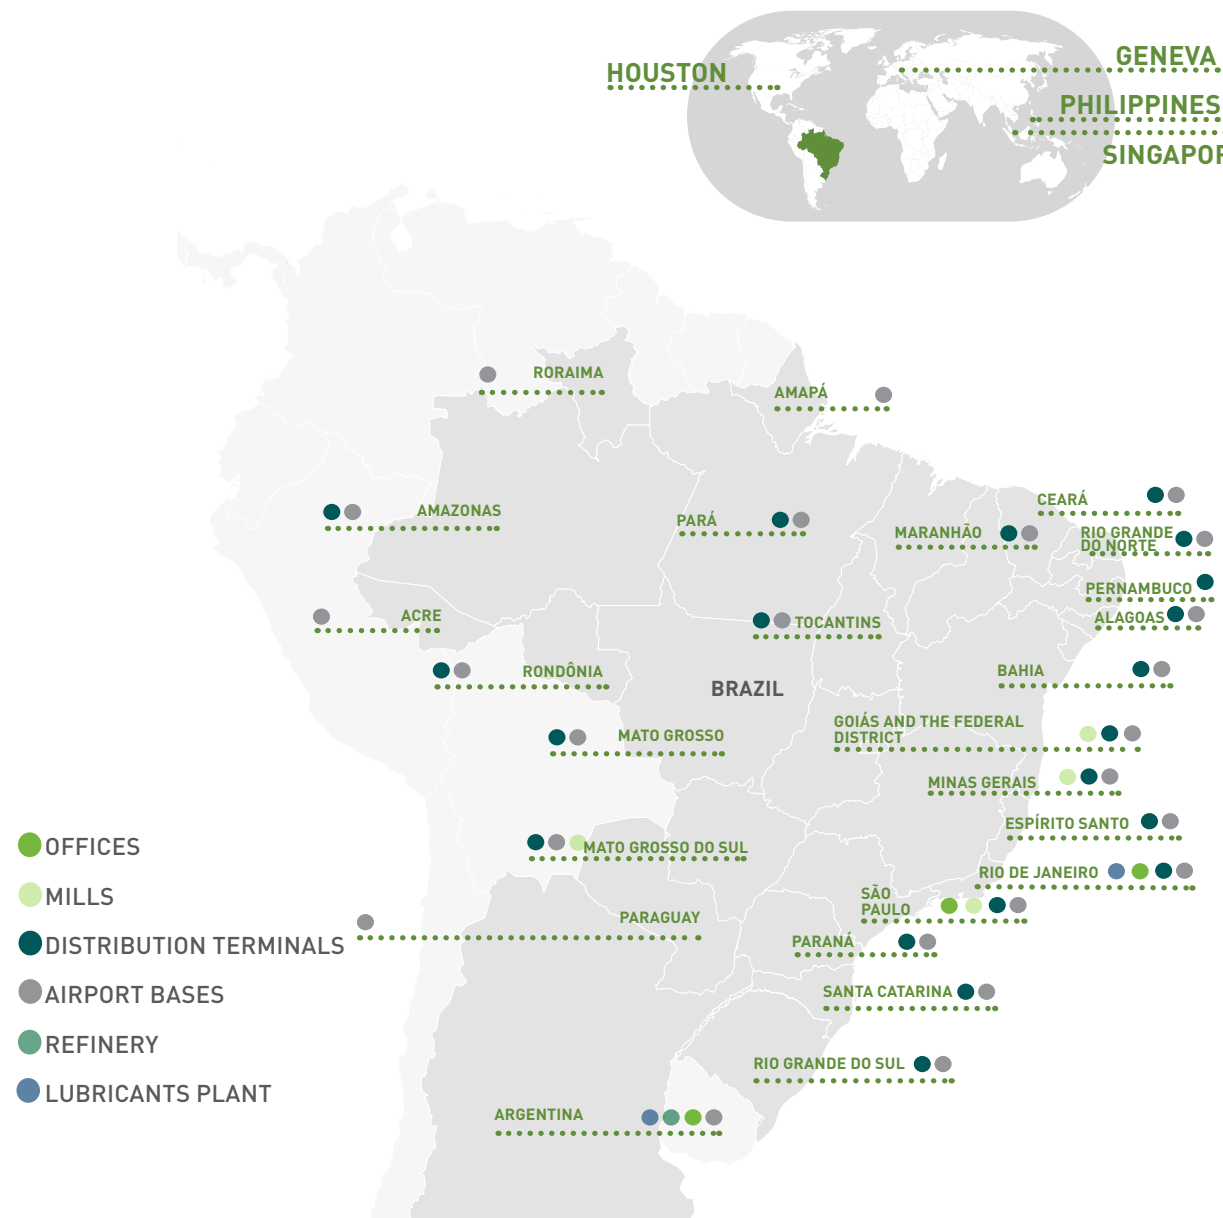 GENEVA
HOUSTON
PHILIPPINES
SINGAPOR
RORAIMA
AMAPÁ
CEARÁ
AMAZONAS
PARÁ
MARANHÃO
RIO GRANDE
DO NORTE
PERNAMBUCO
ACRE
ALAGOAS
TOCANTINS
RONDÔNIA
BAHIA
BRAZIL
GOIÁS AND THE FEDERAL
DISTRICT
MATO GROSSO
MINAS GERAIS
ESPÍRITO SANTO
MATO GROSSO DO SUL
RIO DE JANEIRO
SÃO
PAULO
PARAGUAY
PARANÁ
SANTA CATARINA
RIO GRANDE DO SUL
ARGENTINA
OFFICES
MILLS
DISTRIBUTION TERMINALS
AIRPORT BASES
REFINERY
LUBRICANTS PLANT